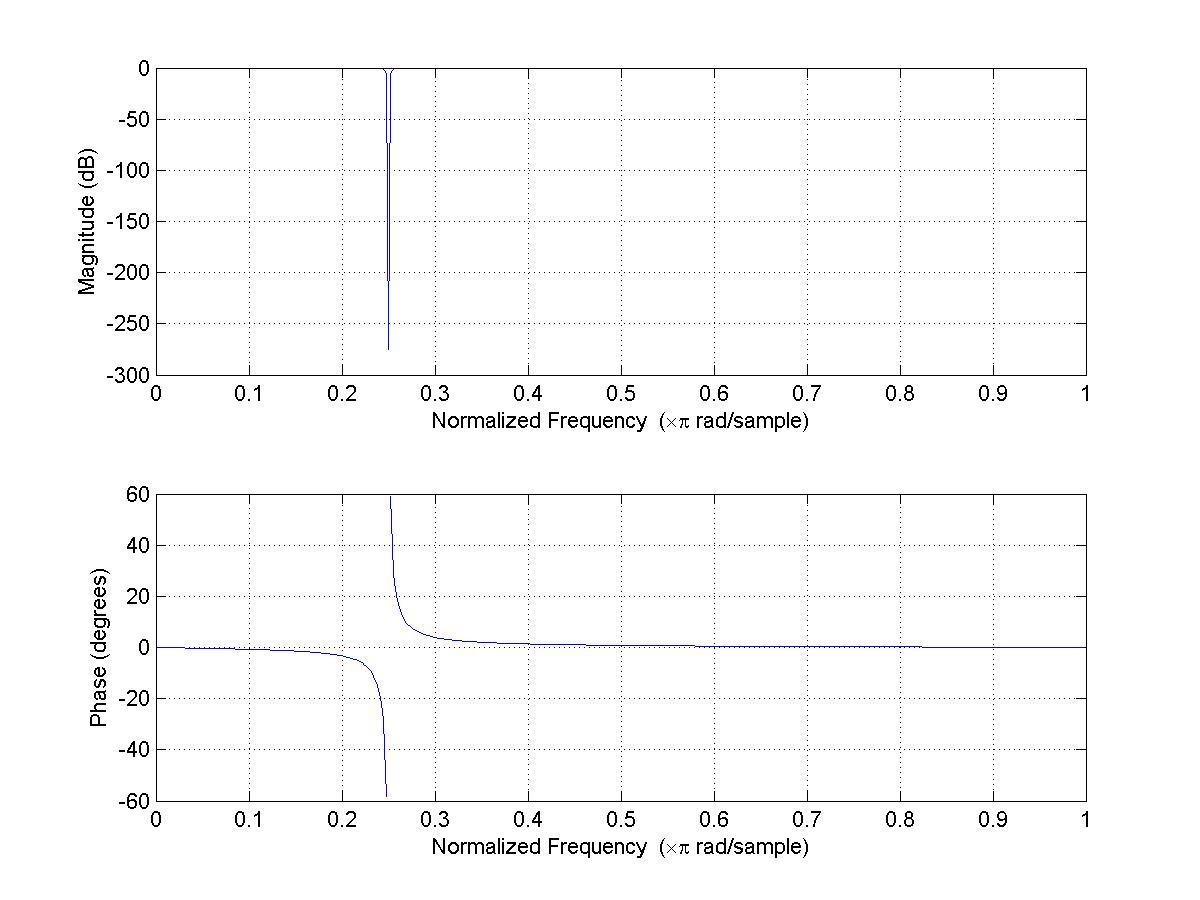 0
-50
-100
-150
-200
-250
-300
Magnitude (dB)
0 0.1 0.2 0.3 0.4 0.5 0.6 0.7 0.8 0.9 1
Normalized Frequency (×π rad/sample)
60
40
20
0
-20
-40
-60
Phase (degrees)
0 0.1 0.2 0.3 0.4 0.5 0.6 0.7 0.8 0.9 1
Normalized Frequency (×π rad/sample)